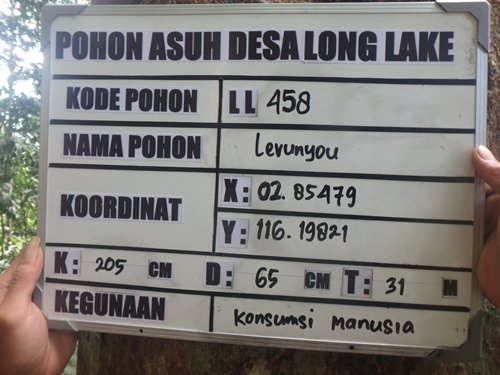 POHON ASUH DESA LONG LAKE
KODE POHON LL 458
NAMA POHON Levunyou
KOORDINAT X: 02.85479
Y: 116.19821
K: 205 CM D: 65 CM T: 31 M
KEGUNAAN Konsumsi Manusia